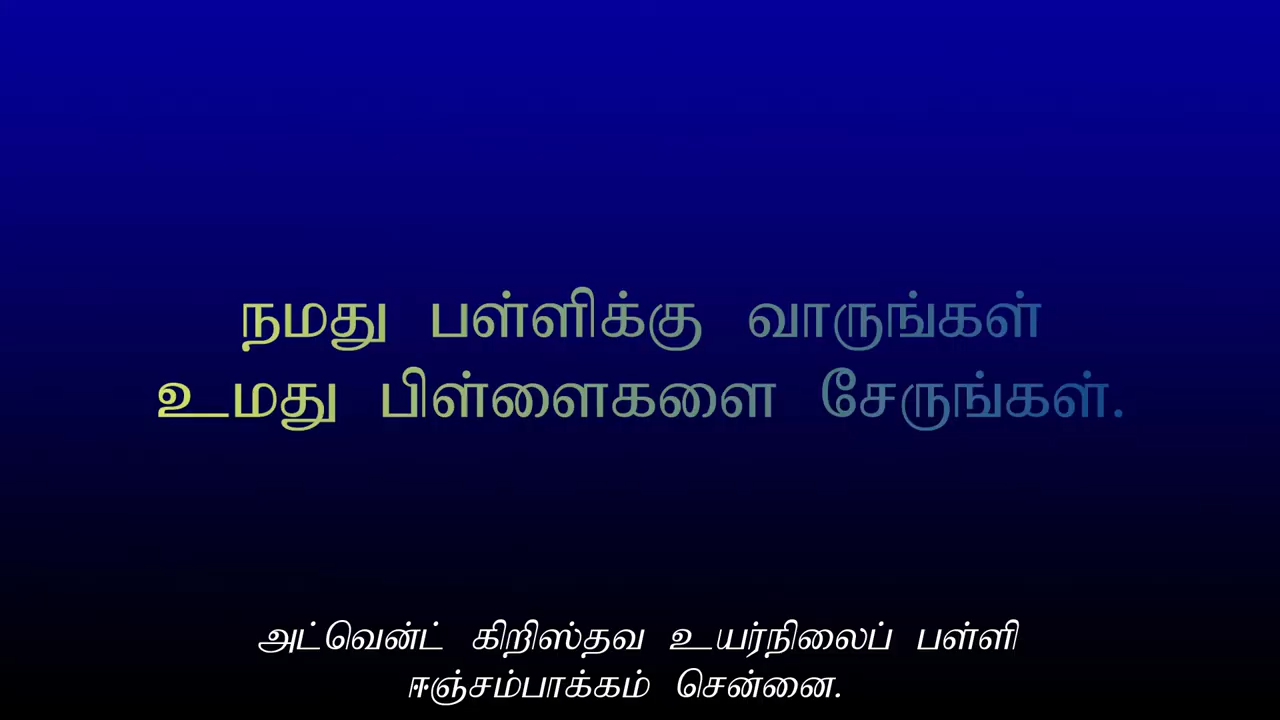 நமது பள்ளிக்கு வாருங்கள்
உமது பிள்ளைகளை சேருங்கள்.
அட்வென்ட் கிறிஸ்தவ உயர்நிலைப் பள்ளி
ஈஞ்சம்பாக்கம் சென்னை.